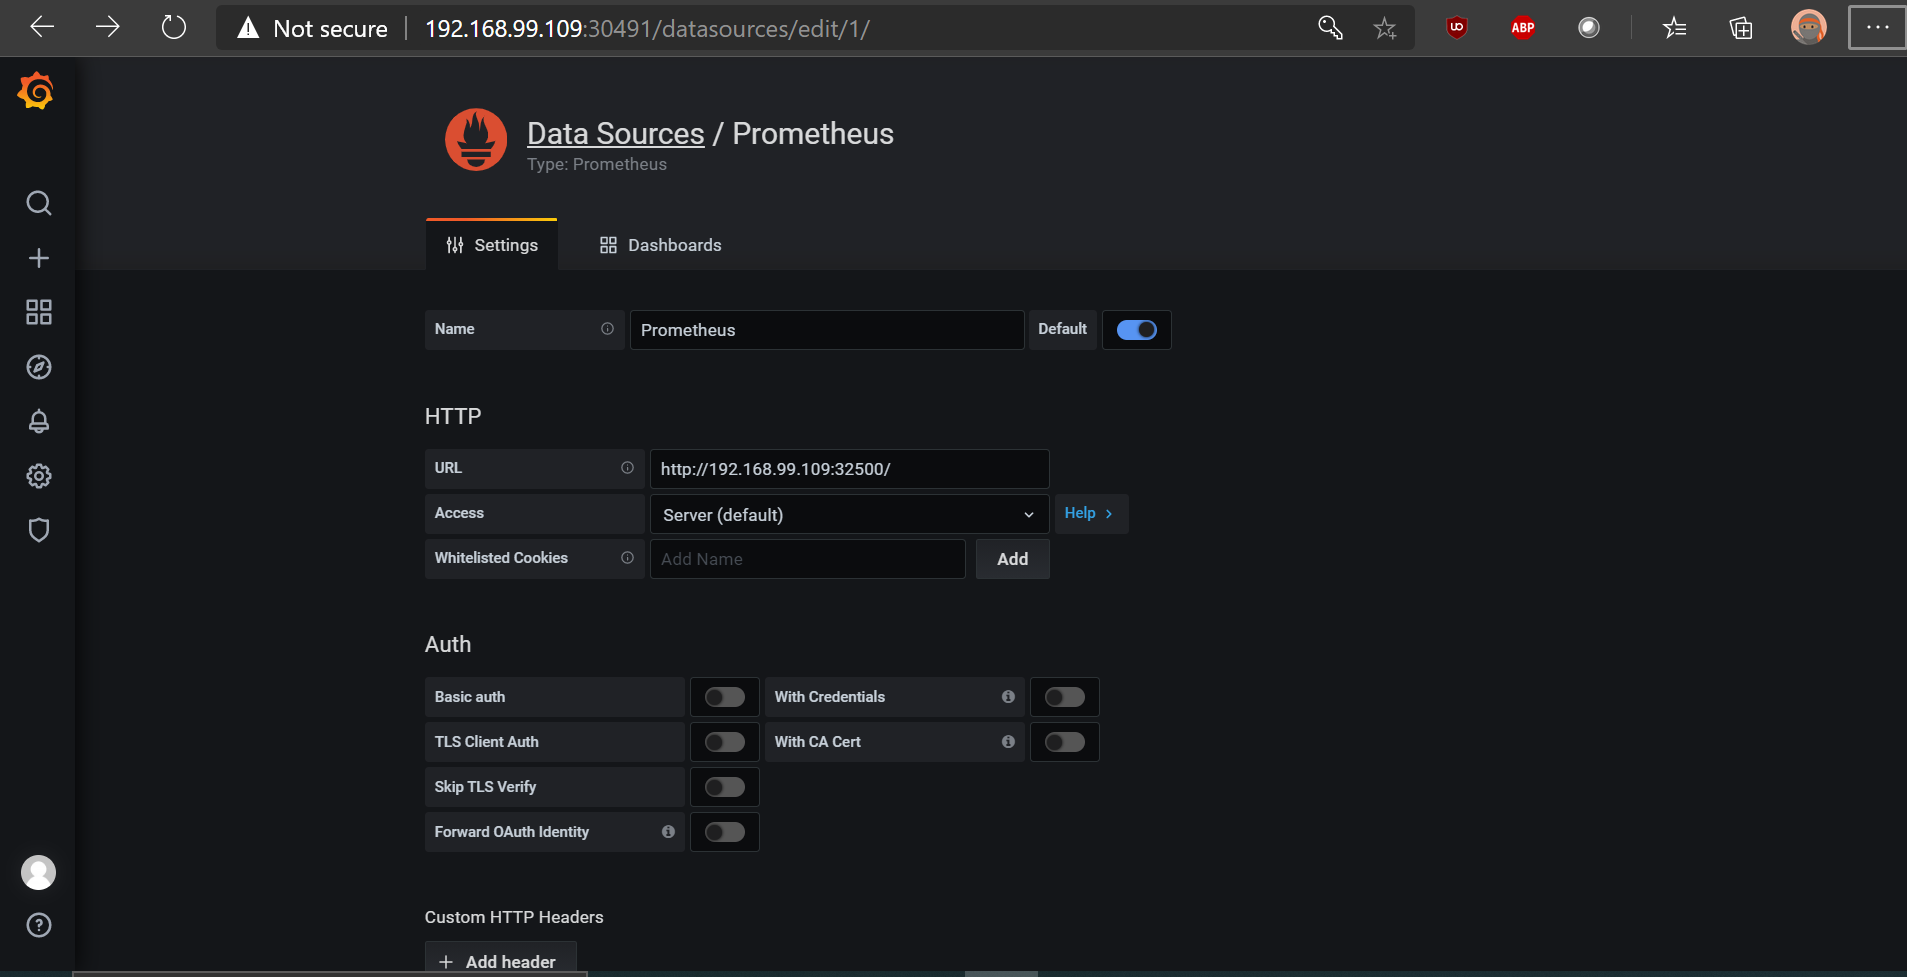 Not secure | 192.168.99.109:30491/datasources/edit/1/
UD
ABP
Data Sources / Prometheus
Type: Prometheus
Settings
Dashboards
Name
Prometheus
Default
HTTP
URL
http://192.168.99.109:32500/
Access
Server (default)
Help >
Whitelisted Cookies
Add Name
Add
Auth
Basic auth
With Credentials
TLS Client Auth
With CA Cert
Skip TLS Verify
Forward OAuth Identity
Custom HTTP Headers
+ Add header